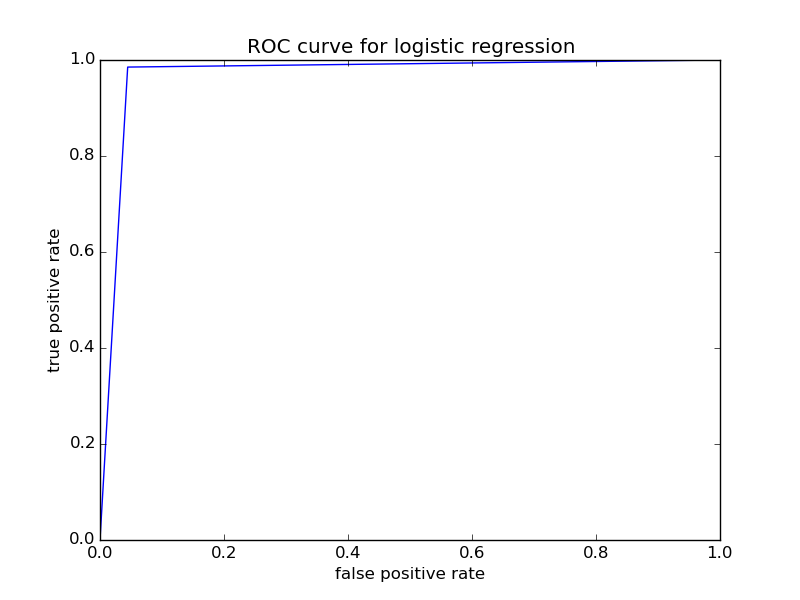 ROC curve for logistic regression
1.0
0.8
0.6
0.4
0.2
0.0
true positive rate
0.0 0.2 0.4 0.6 0.8 1.0
false positive rate